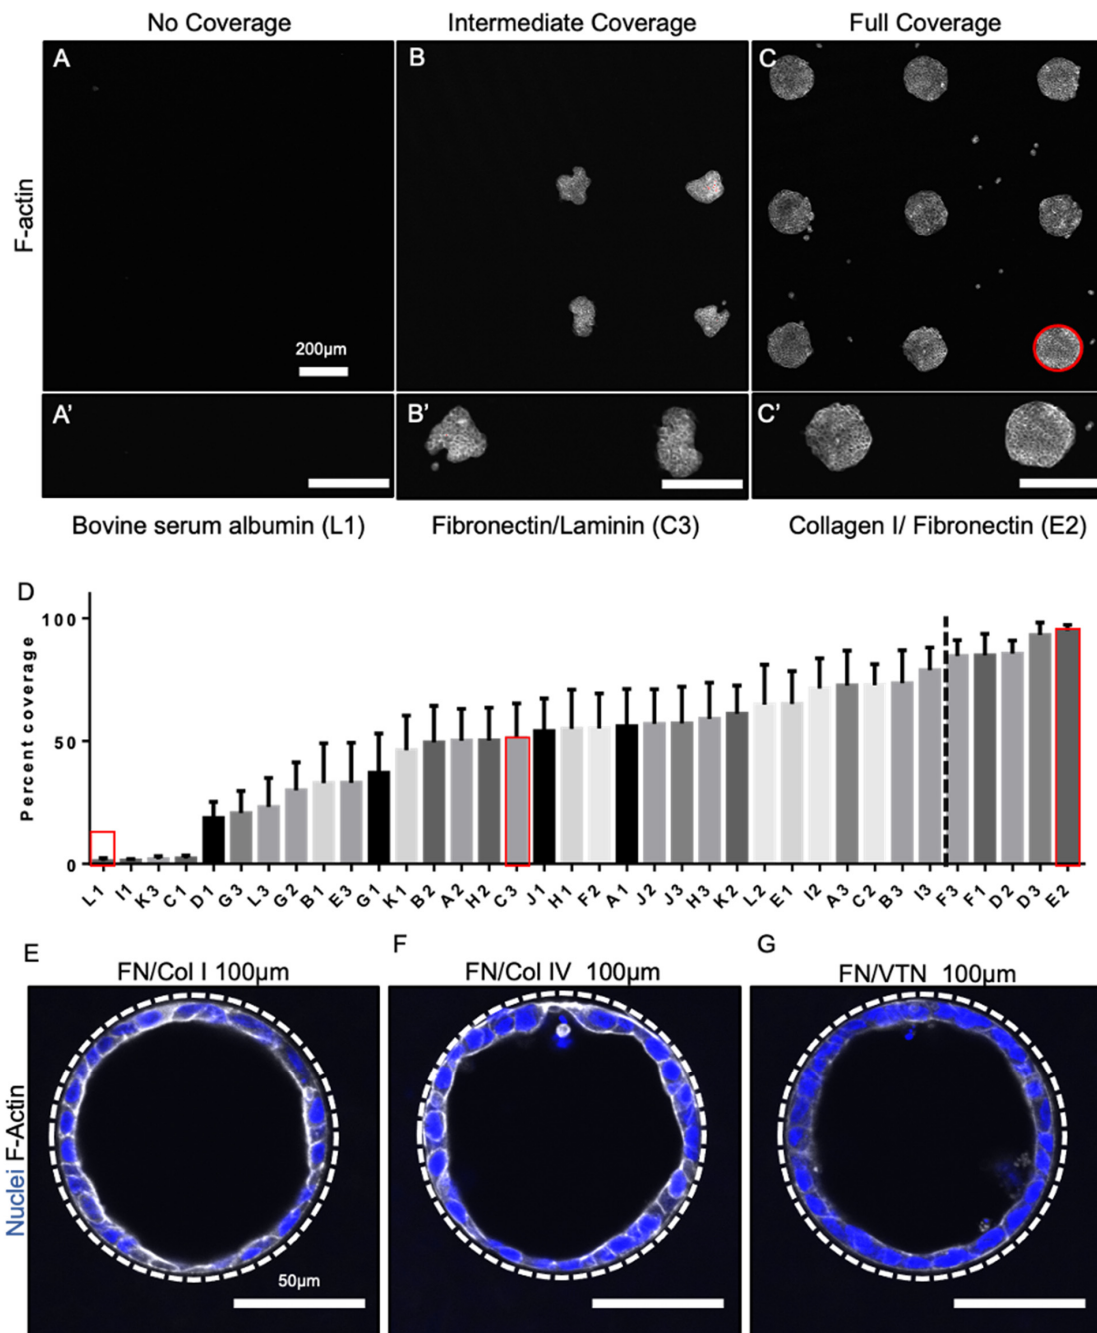 No Coverage
Intermediate Coverage
Full Coverage
A
B
C
F-actin
200μm
A'
B'
C'
Bovine serum albumin (L1)
Fibronectin/Laminin (C3)
Collagen I/ Fibronectin (E2)
D
Percent coverage
100
50
0
L1 I1 K3 C1 D1 G3 L3 G2 B1 E3 G1 K1 B2 A2 H2 C3 J1 H1 F2 A1 J2 J3 H3 K2 L2 E1 I2 A3 C2 B3 I3 F3 F1 D2 D3 E2
E
F
G
FN/Col I 100μm
FN/Col IV 100μm
FN/VTN 100μm
Nuclei F-Actin
50μm